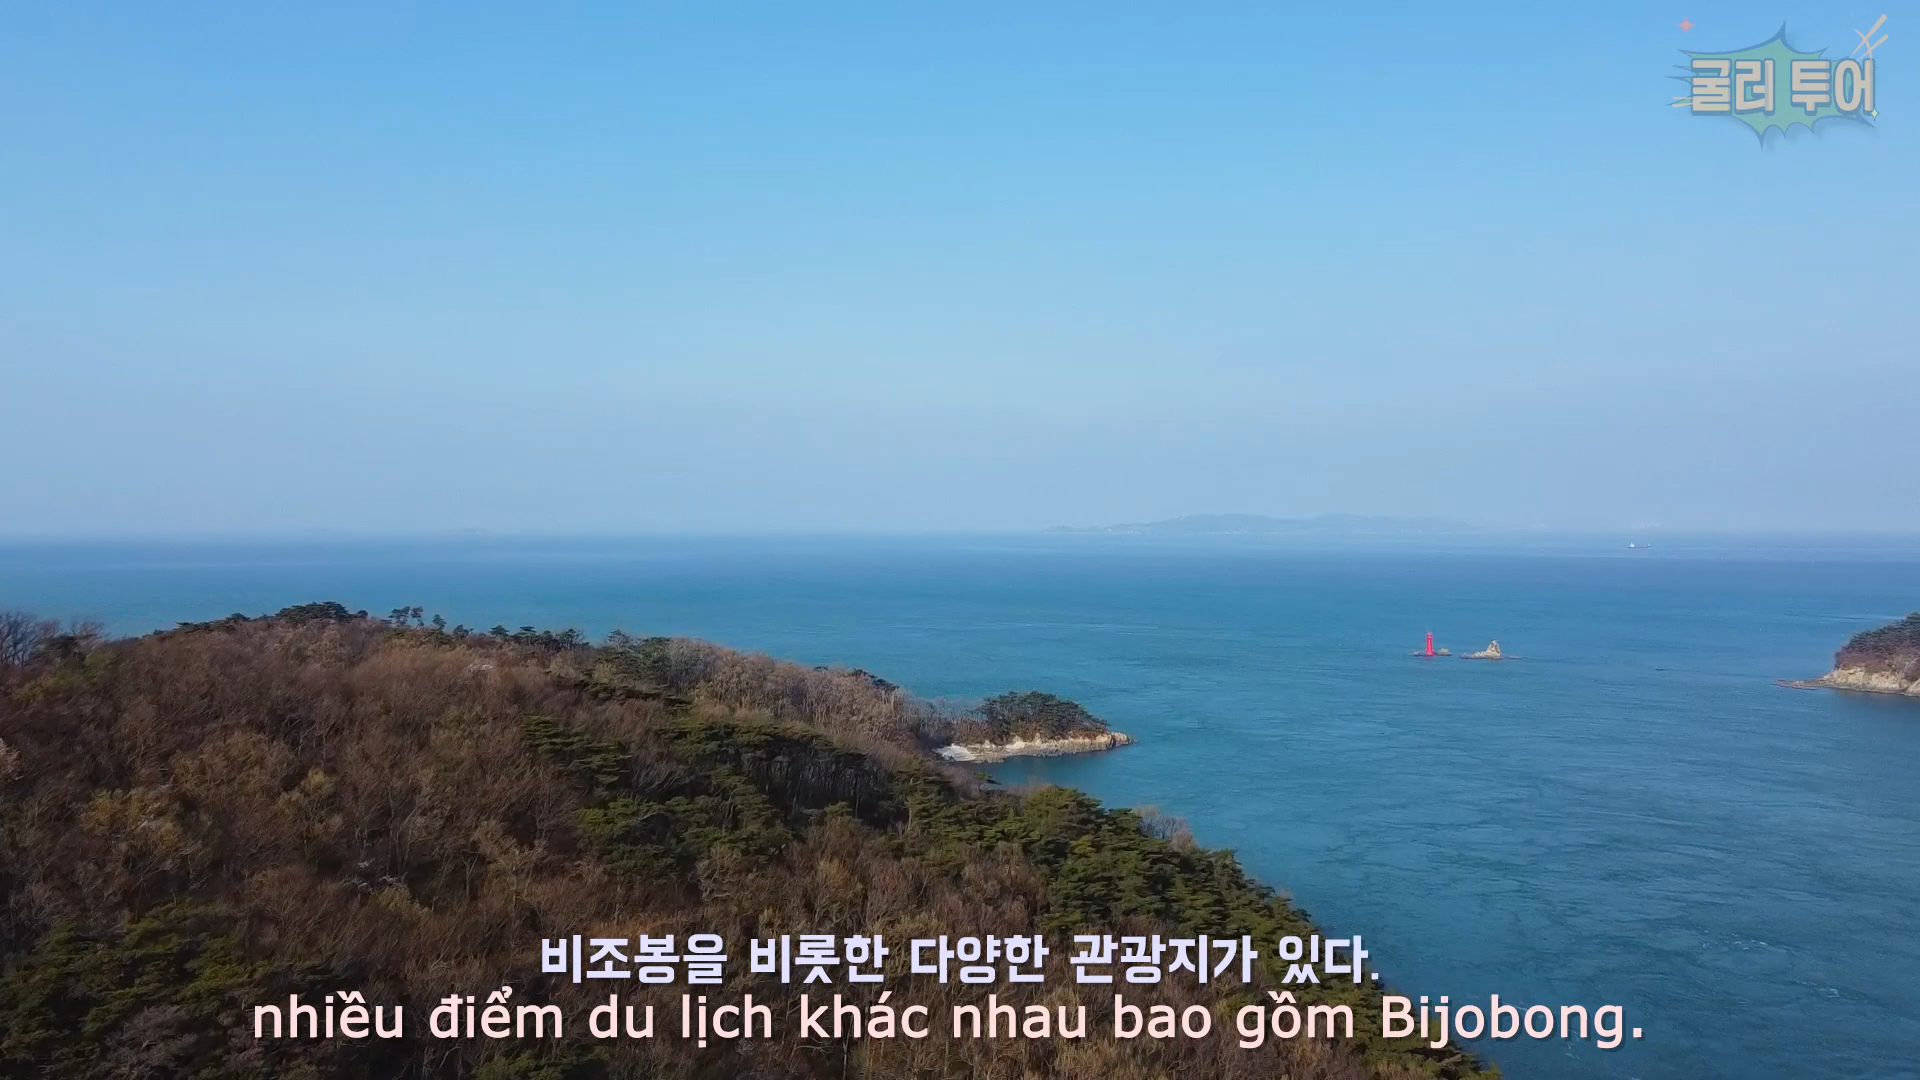 굴러 투어
비조봉을 비롯한 다양한 관광지가 있다.
nhiều điểm du lịch khác nhau bao gồm Bijobong.